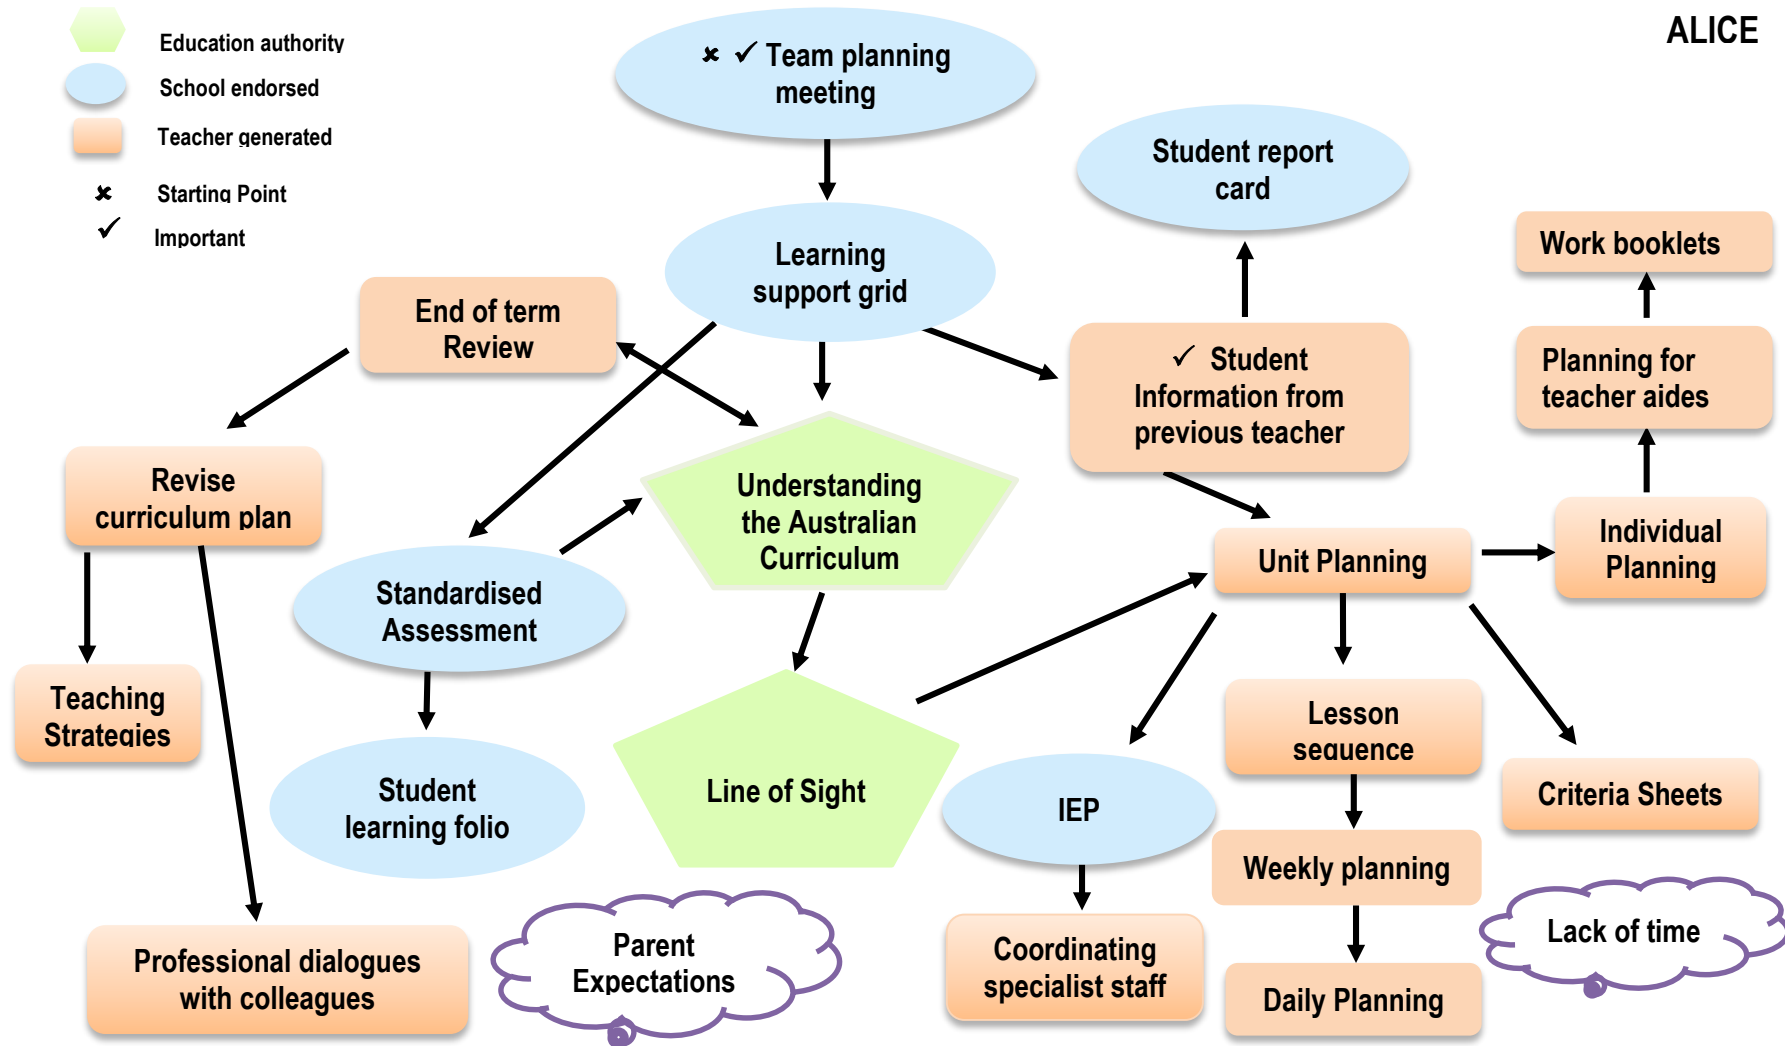 ALICE
Education authority
School endorsed
Teacher generated
✖ Starting Point
✓ Important
✖ ✓ Team planning
meeting
Student report
card
Learning
support grid
Work booklets
End of term
Review
✓ Student
Information from
previous teacher
Planning for
teacher aides
Revise
curriculum plan
Understanding
the Australian
Curriculum
Unit Planning
Individual
Planning
Standardised
Assessment
Teaching
Strategies
Lesson
sequence
Student
learning folio
Line of Sight
IEP
Criteria Sheets
Weekly planning
Professional dialogues
with colleagues
Parent
Expectations
Coordinating
specialist staff
Lack of time
Daily Planning